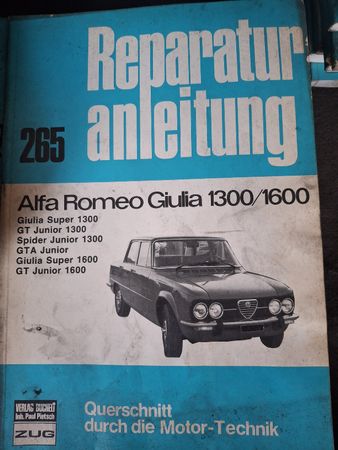 Reparatur
anleitung
265
Alfa Romeo Giulia 1300/1600
Giulia Super 1300
GT Junior 1300
Spider Junior 1300
GTA Junior
Giulia Super 1600
GT Junior 1600
VERLAG BUCHELI
Inh. Paul Pietsch
ZUG
Querschnitt
durch die Motor-Technik